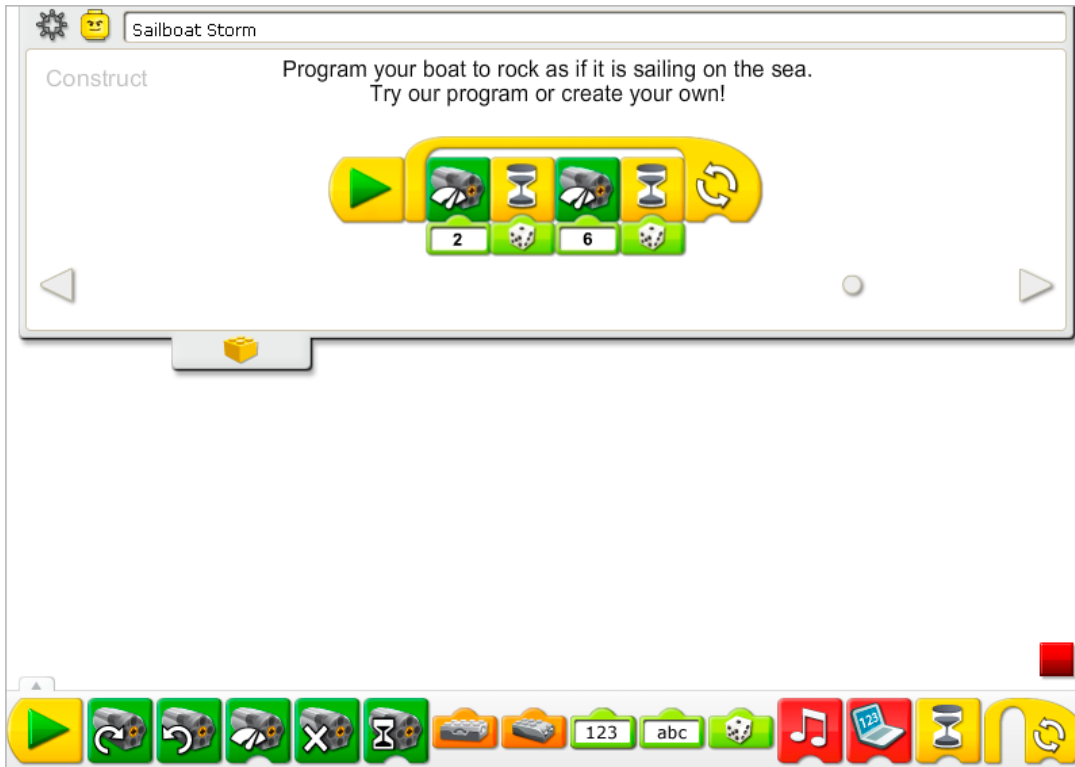 Sailboat Storm
Construct
Program your boat to rock as if it is sailing on the sea.
Try our program or create your own!
2
6
123
abc
123